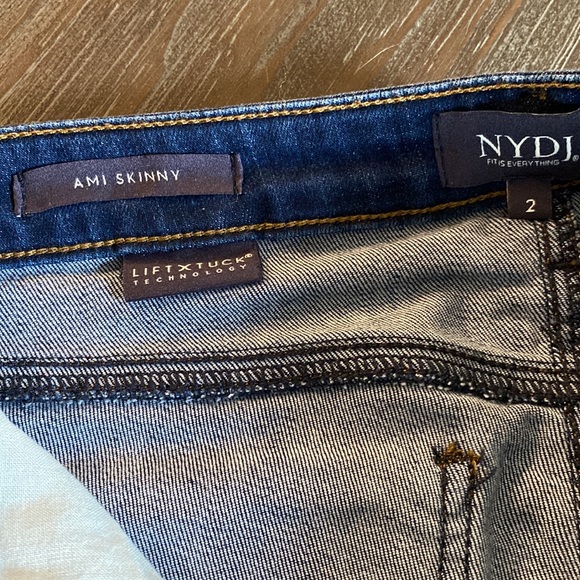 AMI SKINNY
NYDJ®
FIT IS EVERYTHING
2
LIFT X TUCK®
TECHNOLOGY